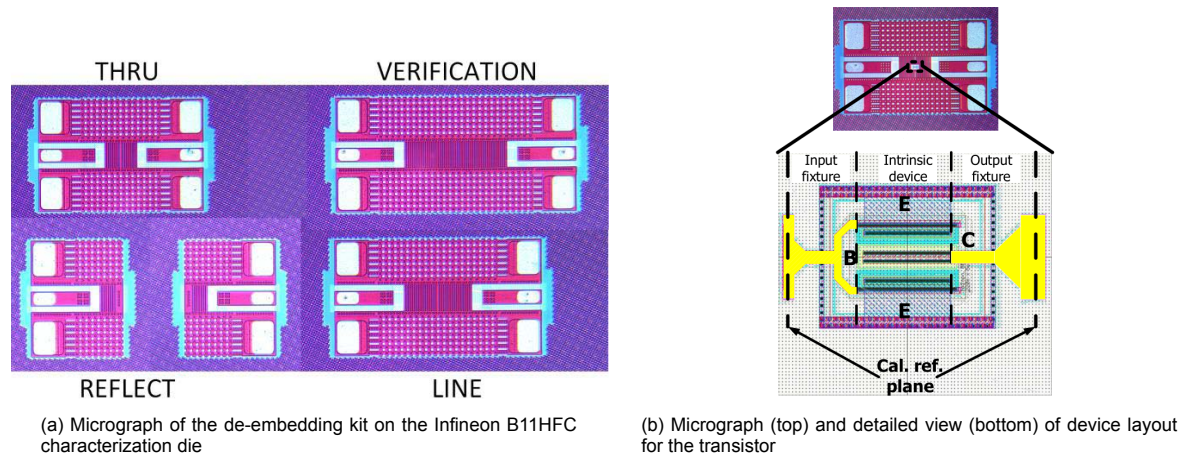 THRU
VERIFICATION
REFLECT
LINE
(a) Micrograph of the de-embedding kit on the Infineon B11HFC
characterization die
Input
fixture
Intrinsic
device
Output
fixture
E
B
C
E
Cal. ref.
plane
(b) Micrograph (top) and detailed view (bottom) of device layout
for the transistor